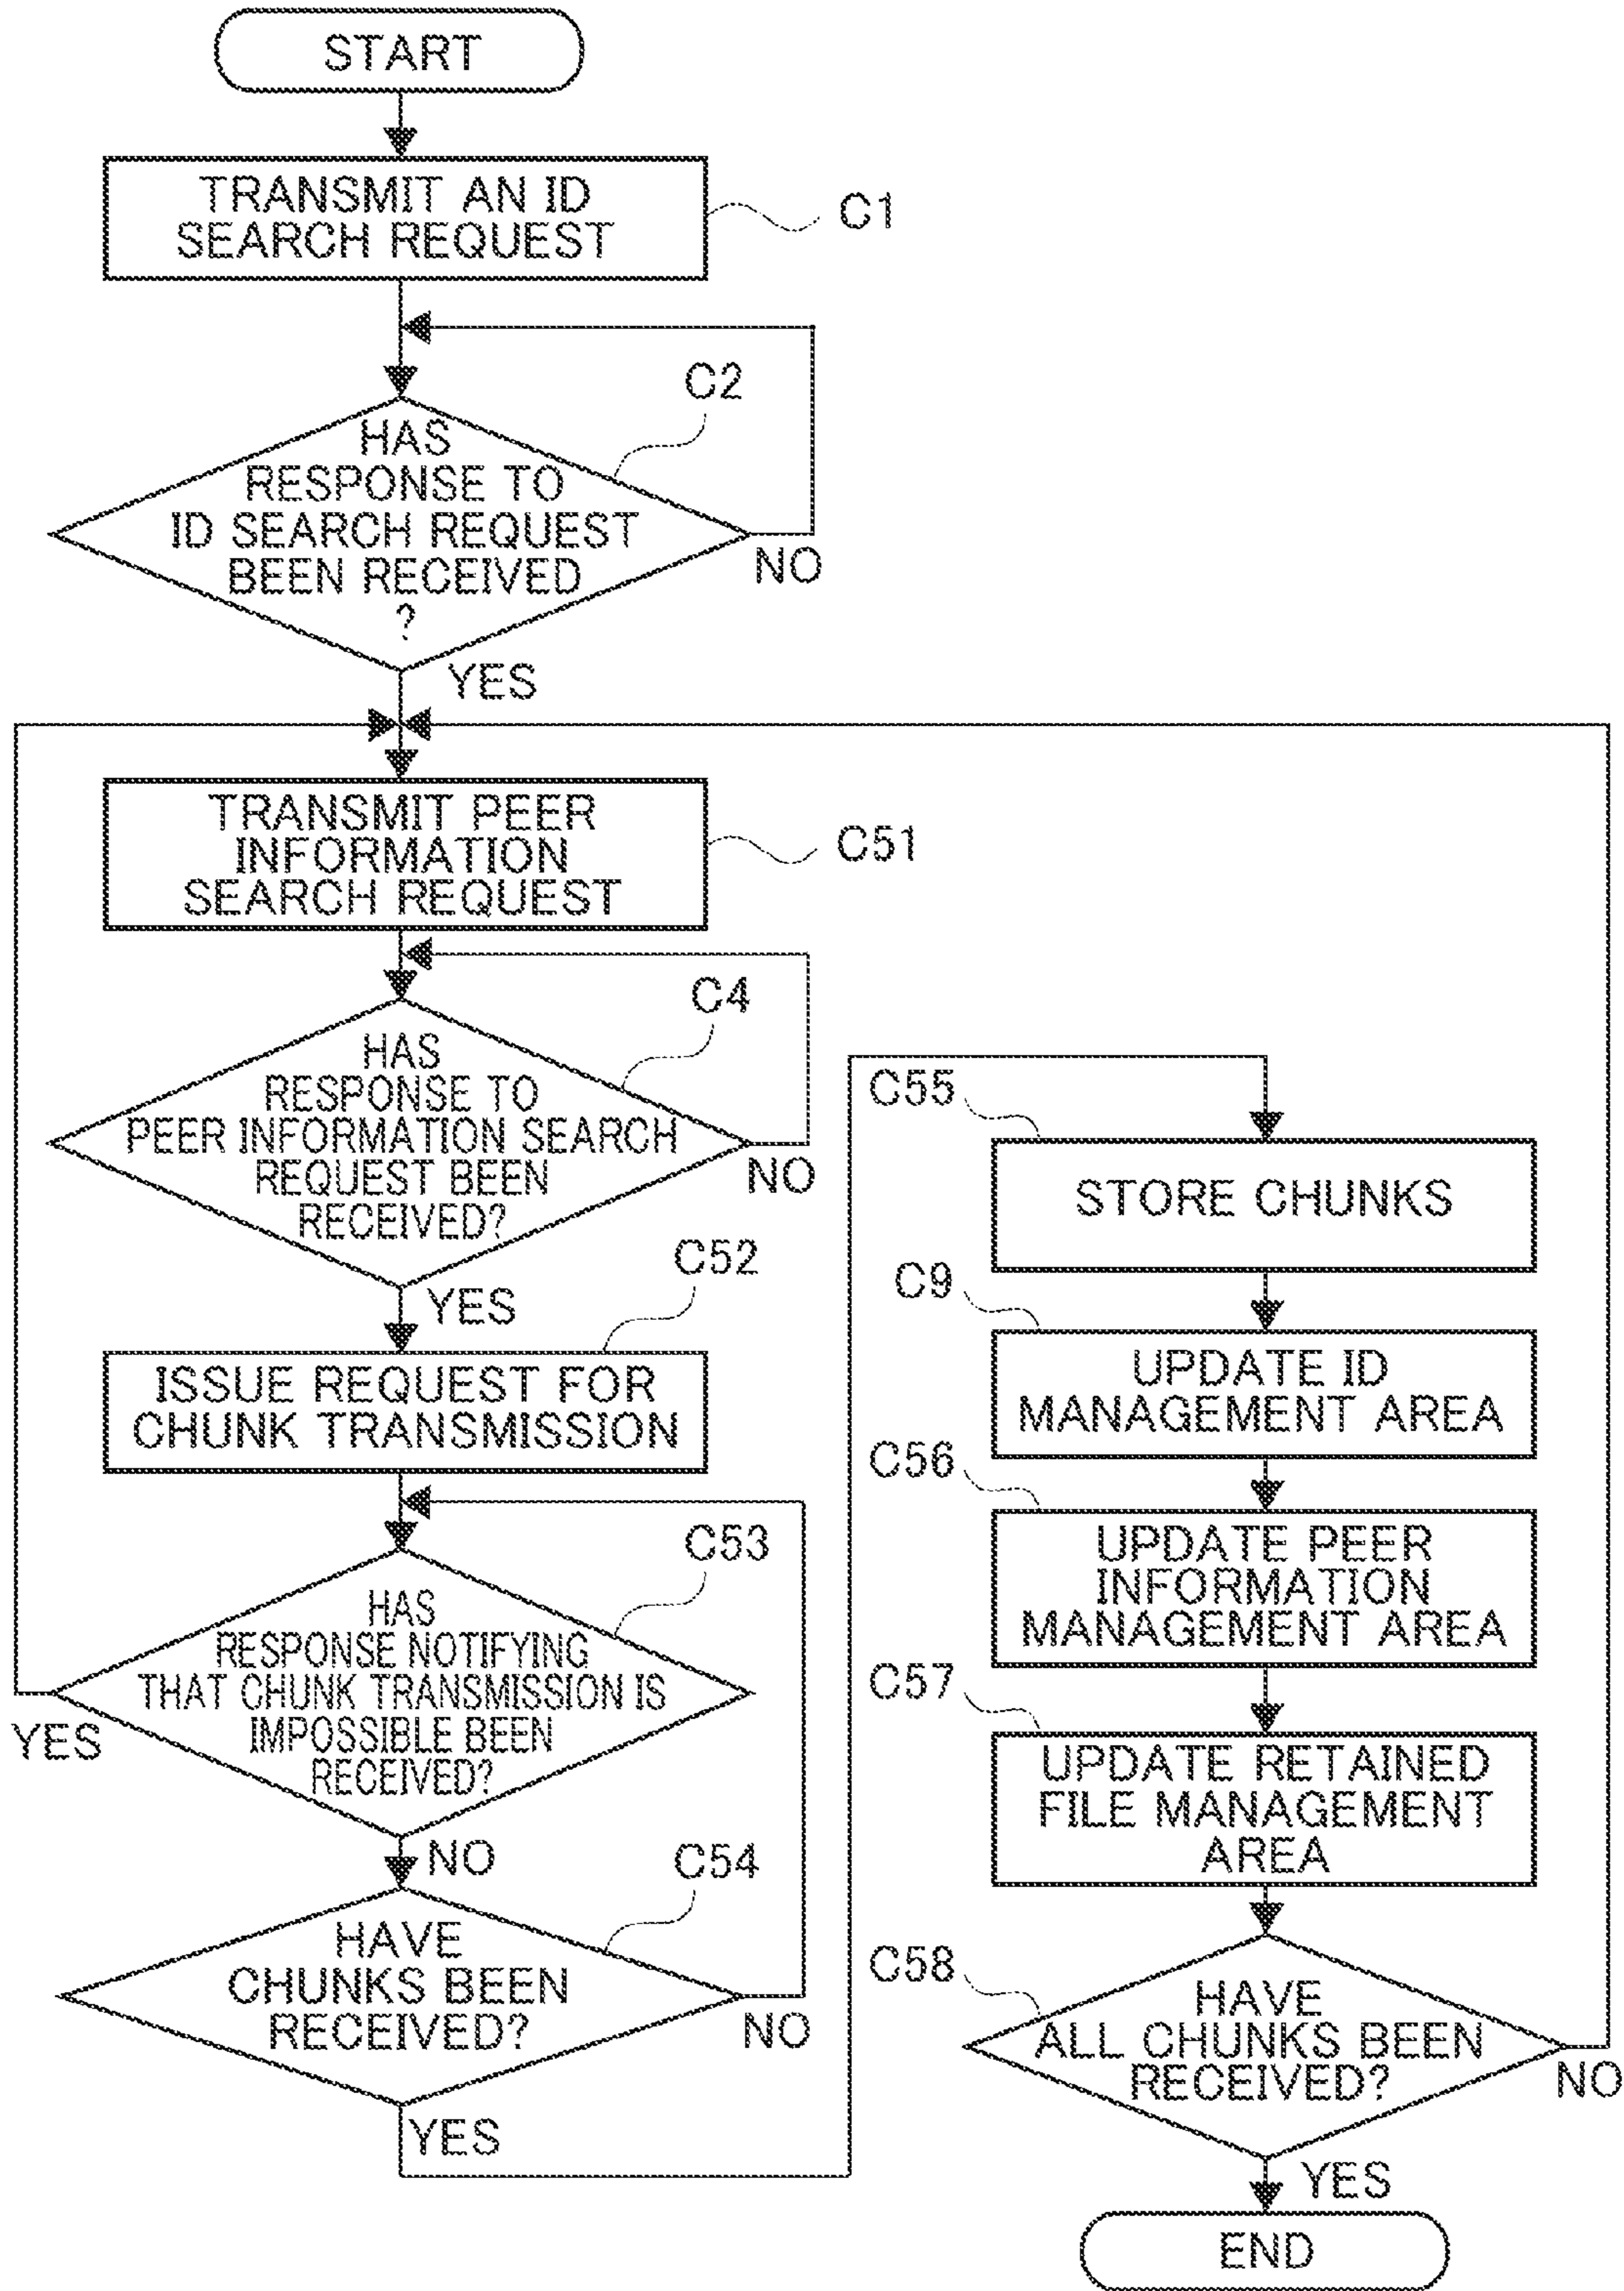 START
TRANSMIT AN ID
SEARCH REQUEST
C1
C2
HAS
RESPONSE TO
ID SEARCH REQUEST
BEEN RECEIVED
?
NO
YES
TRANSMIT PEER
INFORMATION
SEARCH REQUEST
C51
C4
HAS
RESPONSE TO
PEER INFORMATION SEARCH
REQUEST BEEN
RECEIVED?
NO
YES
C52
ISSUE REQUEST FOR
CHUNK TRANSMISSION
C53
HAS
RESPONSE NOTIFYING
THAT CHUNK TRANSMISSION IS
IMPOSSIBLE BEEN
RECEIVED?
YES
NO
C54
HAVE
CHUNKS BEEN
RECEIVED?
NO
YES
C55
STORE CHUNKS
C9
UPDATE ID
MANAGEMENT AREA
C56
UPDATE PEER
INFORMATION
MANAGEMENT AREA
C57
UPDATE RETAINED
FILE MANAGEMENT
AREA
C58
HAVE
ALL CHUNKS BEEN
RECEIVED?
NO
YES
END